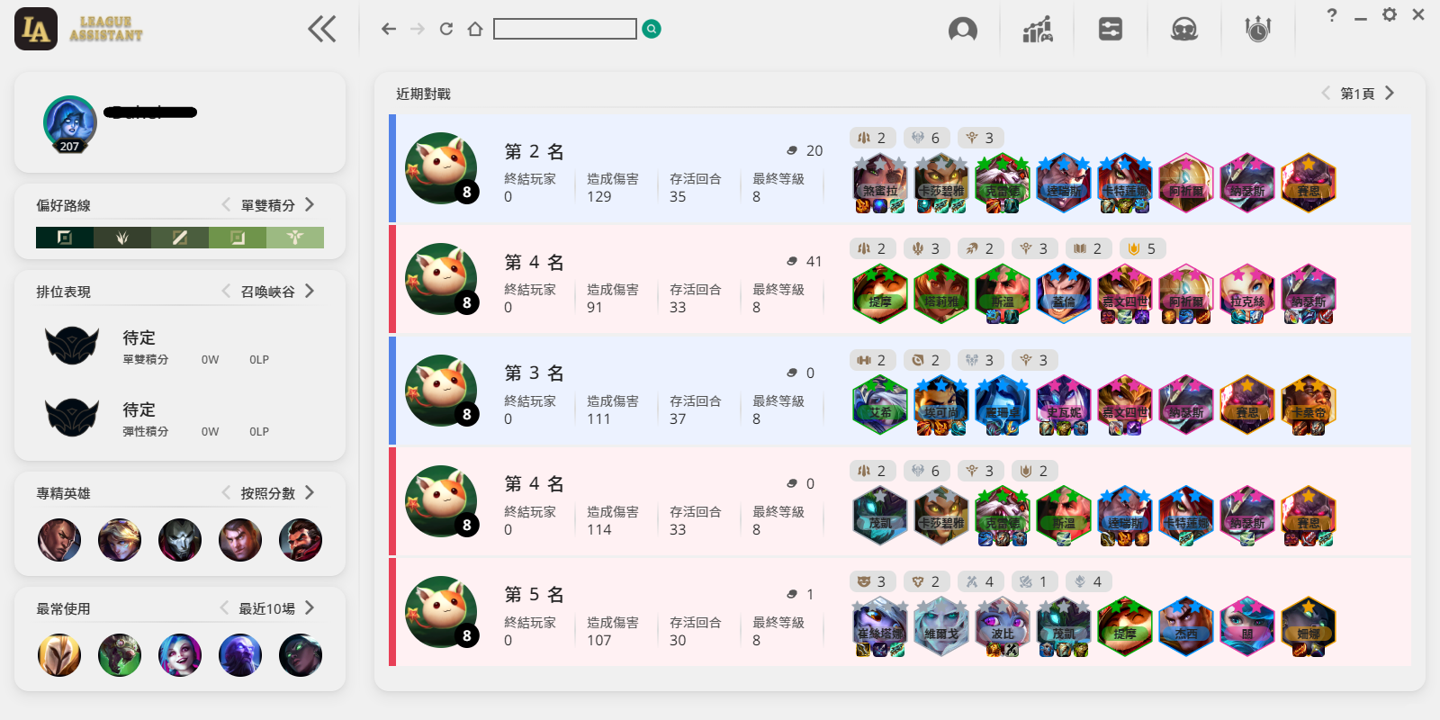 LA
LEAGUE
ASSISTANT
?
207
偏好路線
單雙積分
排位表現
召喚峽谷
待定
單雙積分 0W 0LP
待定
彈性積分 0W 0LP
專精英雄
按照分數
最常使用
最近10場
近期對戰
第1頁
8
第 2 名
20
終結玩家 造成傷害 存活回合 最終等級
0 129 35 8
2 6 3
煞蜜拉 卡莎碧雅 克雷德 達瑞斯 卡特蓮娜 阿祈爾 納瑟斯 賽恩
8
第 4 名
41
終結玩家 造成傷害 存活回合 最終等級
0 91 33 8
2 3 2 3 2 5
提摩 塔莉雅 斯溫 蓋倫 嘉文四世 阿祈爾 拉克絲 納瑟斯
8
第 3 名
0
終結玩家 造成傷害 存活回合 最終等級
0 111 37 8
2 2 3 3
艾希 埃可尚 麗珊卓 史瓦妮 嘉文四世 納瑟斯 賽恩 卡桑帝
8
第 4 名
0
終結玩家 造成傷害 存活回合 最終等級
0 114 33 8
2 6 3 2
茂凱 卡莎碧雅 克雷德 斯溫 達瑞斯 卡特蓮娜 納瑟斯 賽恩
8
第 5 名
1
終結玩家 造成傷害 存活回合 最終等級
0 107 30 8
3 2 4 1 4
崔絲塔娜 維爾戈 波比 茂凱 提摩 杰西 關 姍娜